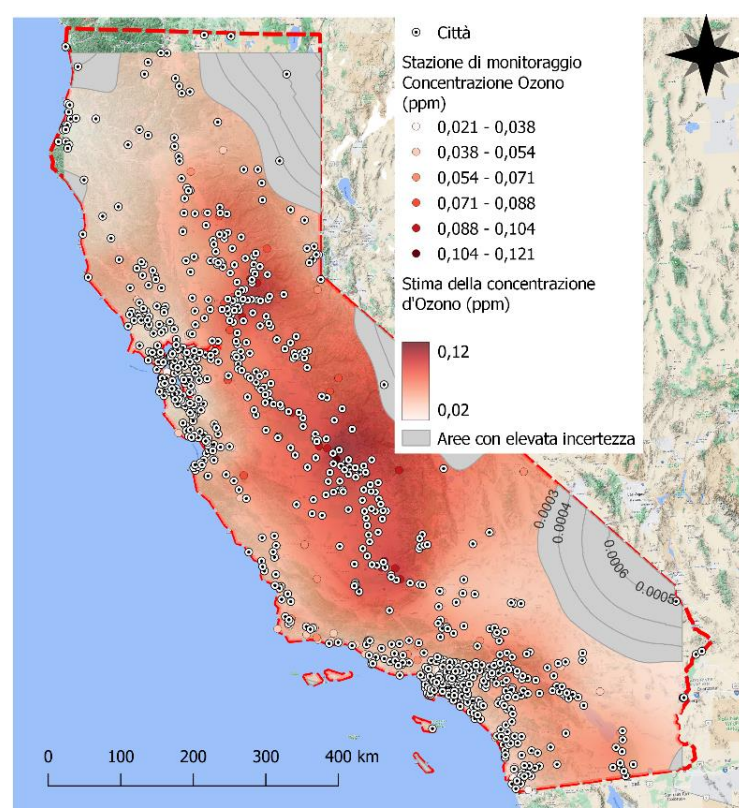 Città
Stazione di monitoraggio
Concentrazione Ozono
(ppm)
0,021 - 0,038
0,038 - 0,054
0,054 - 0,071
0,071 - 0,088
0,088 - 0,104
0,104 - 0,121
Stima della concentrazione
d'Ozono (ppm)
0,12
0,02
Aree con elevata incertezza
0.0003
0.0004
0.0006
0.0005
0 100 200 300 400 km